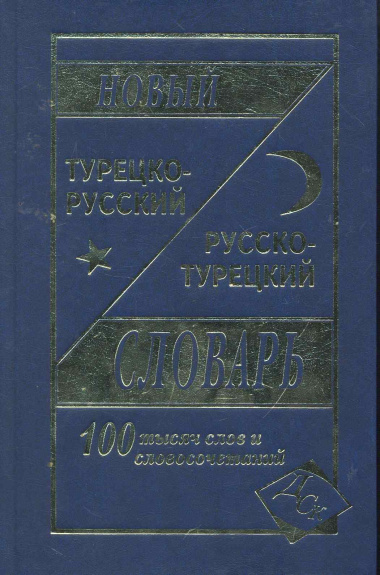 НОВЫЙ
ТУРЕЦКО-
РУССКИЙ
РУССКО-
ТУРЕЦКИЙ
СЛОВАРЬ
100 тысяч слов и
словосочетаний